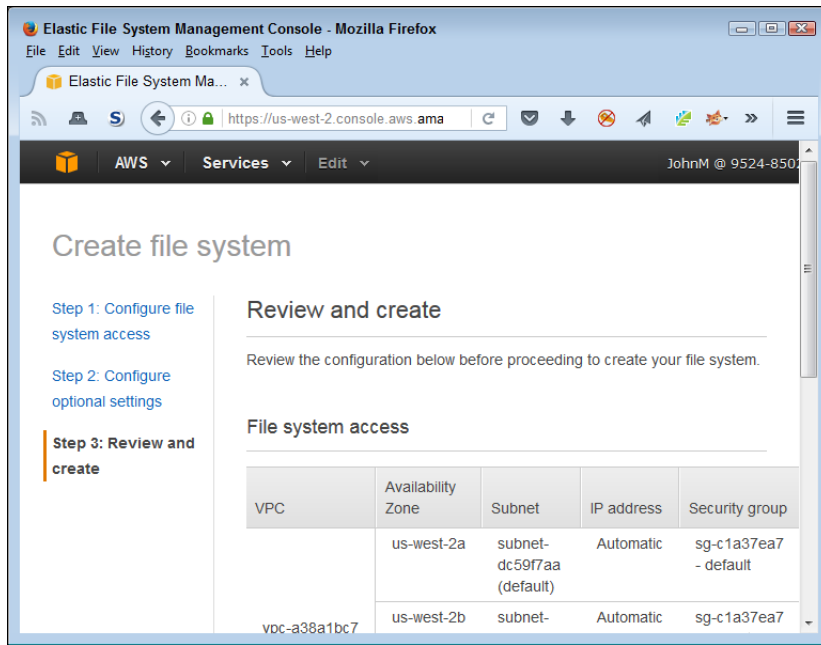 Elastic File System Management Console - Mozilla Firefox
File Edit View History Bookmarks Tools Help
Elastic File System Ma... ×
S) https://us-west-2.console.aws.ama
AWS Services Edit JohnM @ 9524-850
Create file system
Step 1: Configure file
system access
Step 2: Configure
optional settings
Step 3: Review and
create
Review and create
Review the configuration below before proceeding to create your file system.
File system access
VPC
Availability
Zone
Subnet
IP address
Security group
us-west-2a
subnet-
dc59f7aa
(default)
Automatic
sg-c1a37ea7
- default
vpc-a38a1bc7
us-west-2b
subnet-
Automatic
sg-c1a37ea7